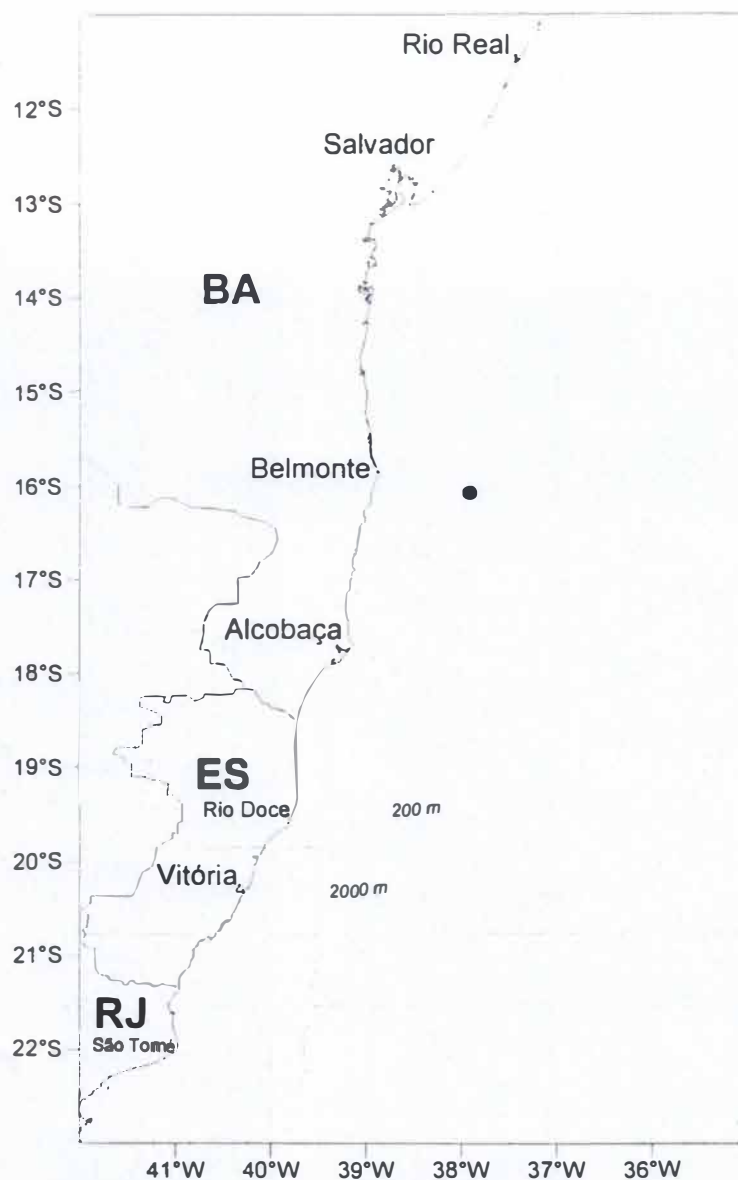 Rio Real
12°S
Salvador
13°S
BA
14°S
15°S
Belmonte
16°S
17°S
Alcobaça
18°S
19°S
ES
Rio Doce
200 m
20°S
Vitória
2000 m
21°S
RJ
São Tomé
22°S
41°W 40°W 39°W 38°W 37°W 36°W